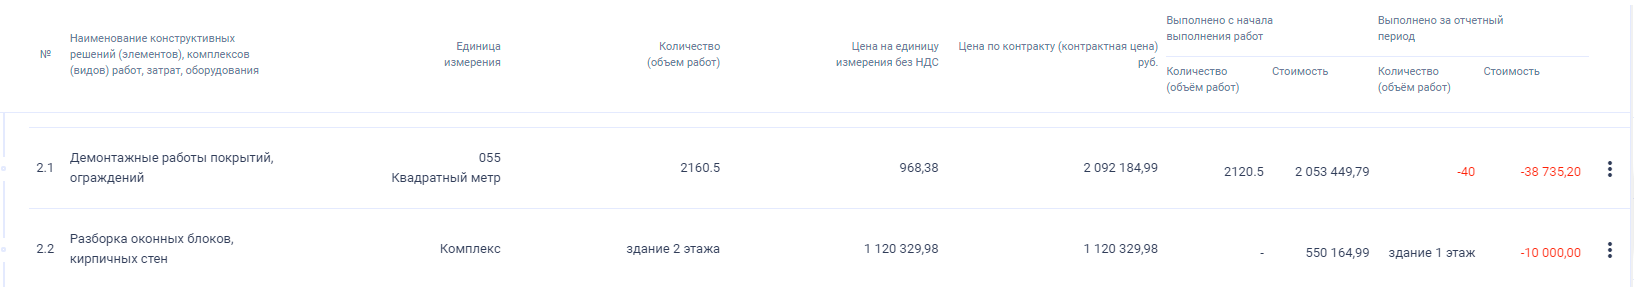 №
Наименование конструктивных
решений (элементов), комплексов
(видов) работ, затрат, оборудования
Единица
измерения
Количество
(объем работ)
Цена на единицу
измерения без НДС
Цена по контракту (контрактная цена)
руб.
Выполнено с начала
выполнения работ
Количество
(объём работ)
Стоимость
Выполнено за отчетный
период
Количество
(объём работ)
Стоимость
2.1
Демонтажные работы покрытий,
ограждений
055
Квадратный метр
2160.5
968,38
2 092 184,99
2120.5
2 053 449,79
-40
-38 735,20
2.2
Разборка оконных блоков,
кирпичных стен
Комплекс
здание 2 этажа
1 120 329,98
1 120 329,98
-
550 164,99
здание 1 этаж
-10 000,00